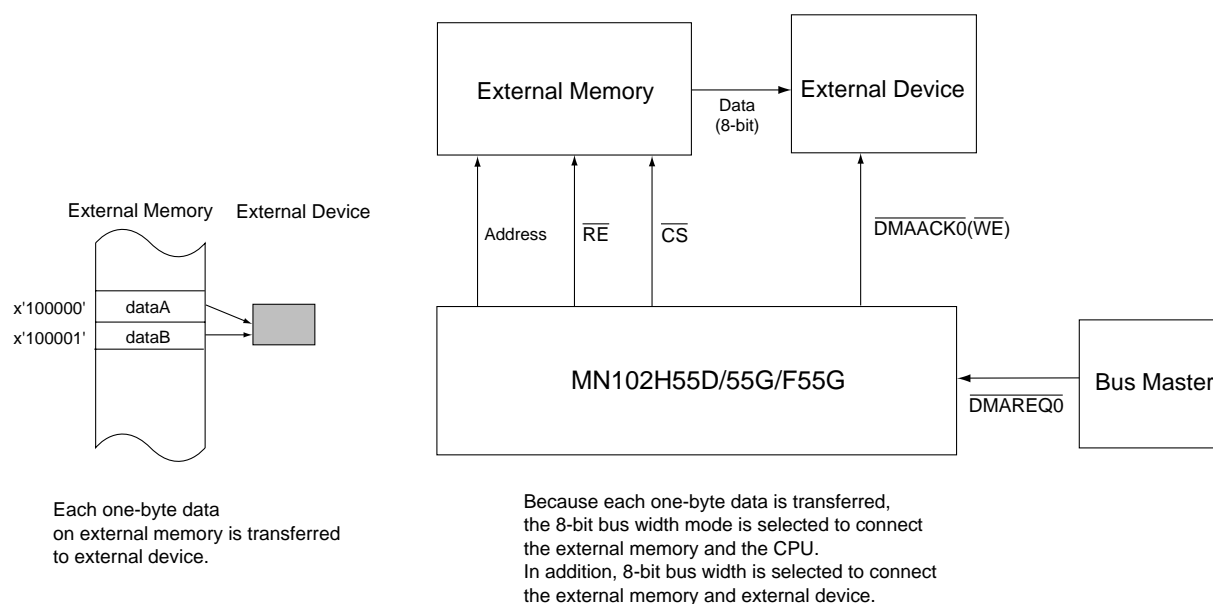 External Memory
Data
(8-bit)
External Device
Address
RE
CS
DMAACK0(WE)
MN102H55D/55G/F55G
DMAREQ0
Bus Master
External Memory
External Device
x'100000'
dataA
x'100001'
dataB
Each one-byte data
on external memory is transferred
to external device.
Because each one-byte data is transferred,
the 8-bit bus width mode is selected to connect
the external memory and the CPU.
In addition, 8-bit bus width is selected to connect
the external memory and external device.